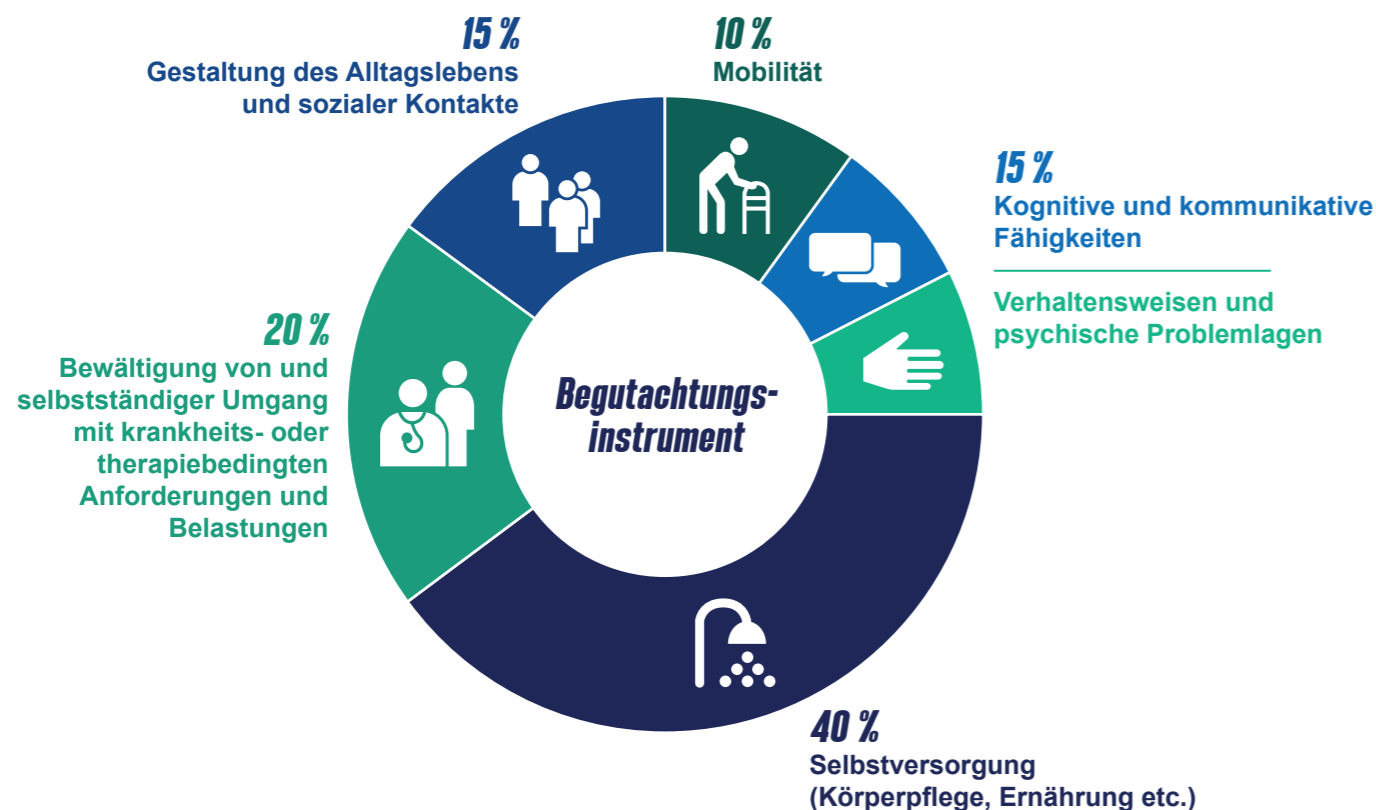 15 %
Gestaltung des Alltagslebens
und sozialer Kontakte
10 %
Mobilität
15 %
Kognitive und kommunikative
Fähigkeiten
Verhaltensweisen und
psychische Problemlagen
20 %
Bewältigung von und
selbstständiger Umgang
mit krankheits- oder
therapiebedingten
Anforderungen und
Belastungen
Begutachtungs-
instrument
40 %
Selbstversorgung
(Körperpflege, Ernährung etc.)